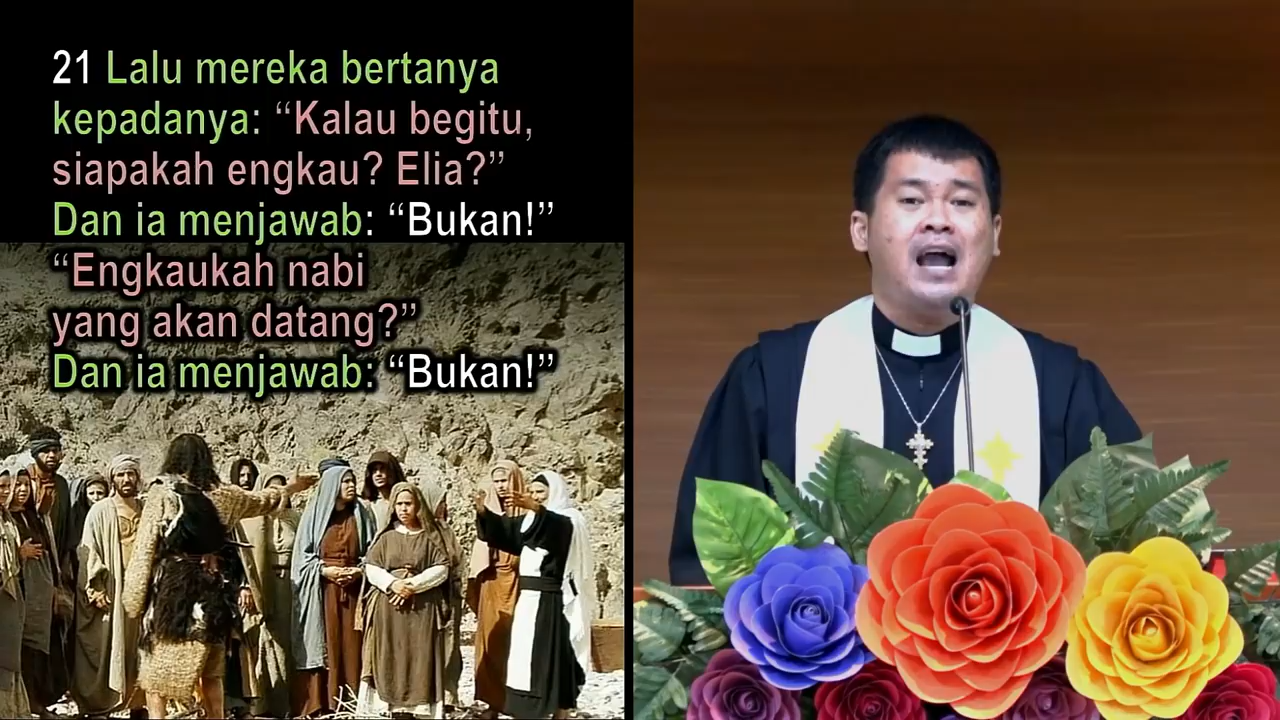 21 Lalu mereka bertanya
kepadanya: “Kalau begitu,
siapakah engkau? Elia?”
Dan ia menjawab: “Bukan!”
“Engkaukah nabi
yang akan datang?”
Dan ia menjawab: “Bukan!”